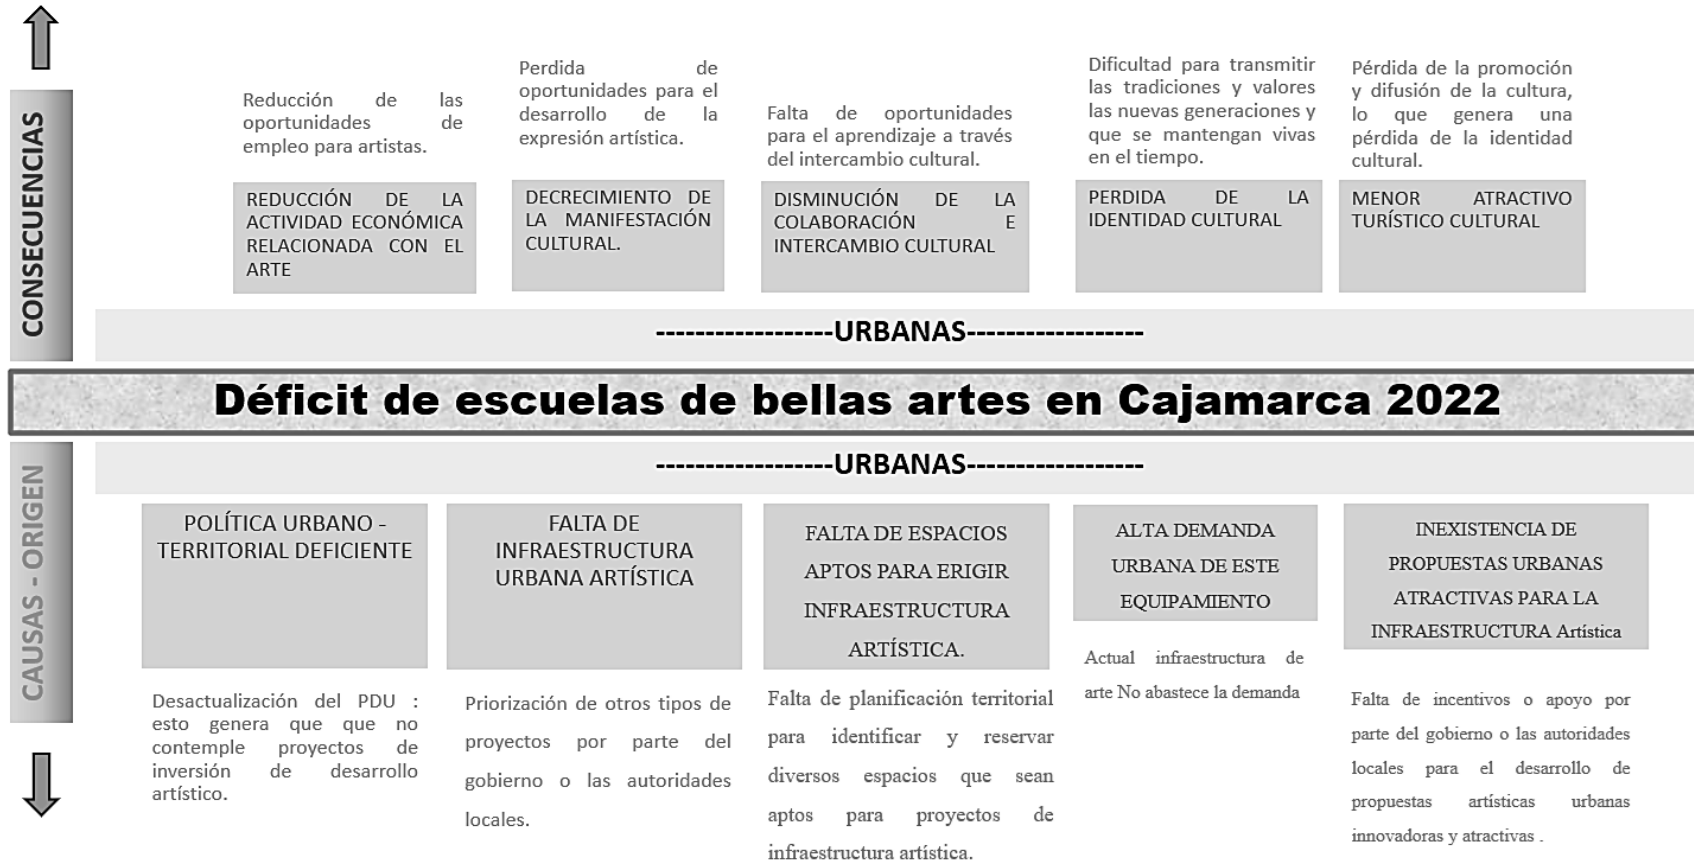 CONSECUENCIAS
Reducción de las
oportunidades de
empleo para artistas.
REDUCCIÓN DE LA
ACTIVIDAD ECONÓMICA
RELACIONADA CON EL
ARTE
Perdida de
oportunidades para el
desarrollo de la
expresión artística.
DECRECIMIENTO DE
LA MANIFESTACIÓN
CULTURAL.
Falta de oportunidades
para el aprendizaje a través
del intercambio cultural.
DISMINUCIÓN DE LA
COLABORACIÓN E
INTERCAMBIO CULTURAL
Dificultad para transmitir
las tradiciones y valores
las nuevas generaciones y
que se mantengan vivas
en el tiempo.
PERDIDA DE LA
IDENTIDAD CULTURAL
Pérdida de la promoción
y difusión de la cultura,
lo que genera una
pérdida de la identidad
cultural.
MENOR ATRACTIVO
TURÍSTICO CULTURAL
------------------URBANAS------------------
Déficit de escuelas de bellas artes en Cajamarca 2022
------------------URBANAS------------------
CAUSAS - ORIGEN
POLÍTICA URBANO -
TERRITORIAL DEFICIENTE
Desactualización del PDU :
esto genera que que no
contemple proyectos de
inversión de desarrollo
artístico.
FALTA DE
INFRAESTRUCTURA
URBANA ARTÍSTICA
Priorización de otros tipos de
proyectos por parte del
gobierno o las autoridades
locales.
FALTA DE ESPACIOS
APTOS PARA ERIGIR
INFRAESTRUCTURA
ARTÍSTICA.
Falta de planificación territorial
para identificar y reservar
diversos espacios que sean
aptos para proyectos de
infraestructura artística.
ALTA DEMANDA
URBANA DE ESTE
EQUIPAMIENTO
Actual infraestructura de
arte No abastece la demanda
INEXISTENCIA DE
PROPUESTAS URBANAS
ATRACTIVAS PARA LA
INFRAESTRUCTURA Artística
Falta de incentivos o apoyo por
parte del gobierno o las autoridades
locales para el desarrollo de
propuestas artísticas urbanas
innovadoras y atractivas .